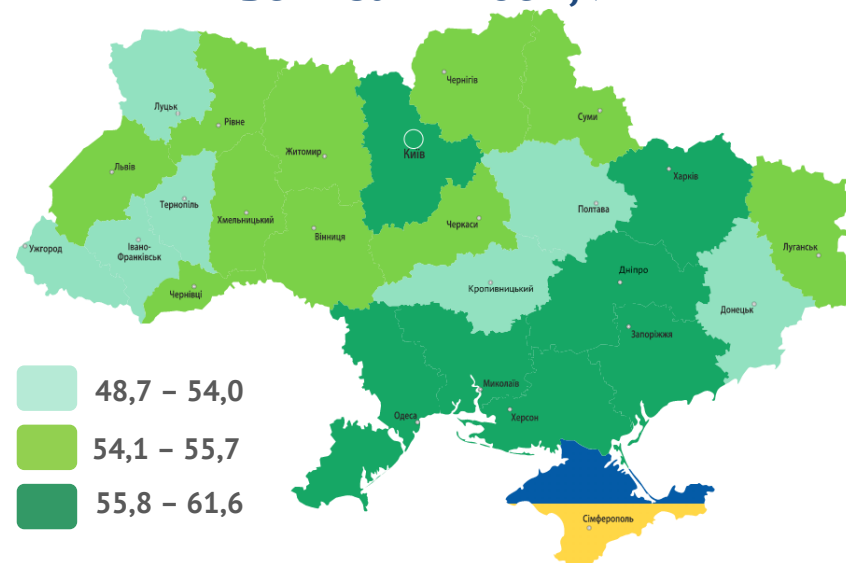 Чернігів
Луцьк
Рівне
Суми
Житомир
Київ
Львів
Харків
Тернопіль
Полтава
Хмельницький
Черкаси
Вінниця
Луганськ
Ужгород
Івано-
Франківськ
Дніпро
Кропивницький
Чернівці
Донецьк
Запоріжжя
Миколаїв
Одеса
Херсон
48,7 – 54,0
54,1 – 55,7
55,8 – 61,6
Сімферополь